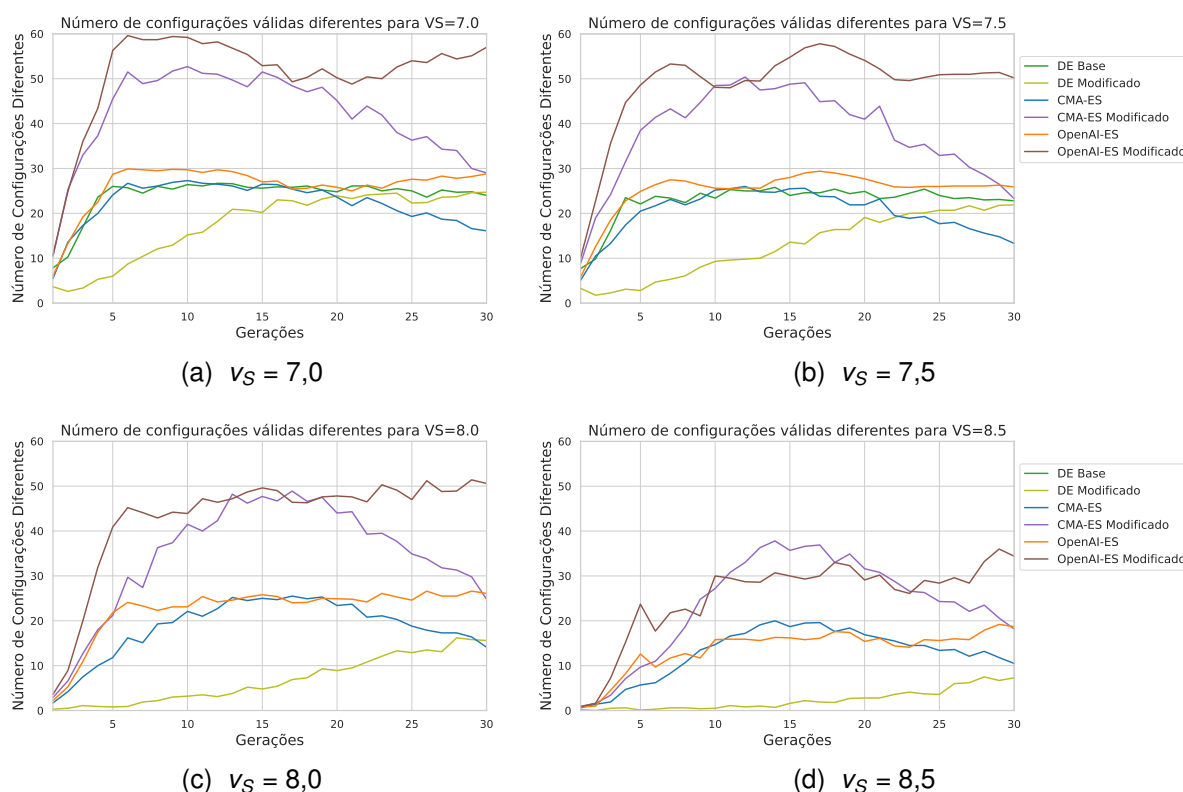 Número de configurações válidas diferentes para VS=7.0
Número de Configurações Diferentes
60
50
40
30
20
10
0
5
10
15
20
25
30
Gerações
(a) vS = 7,0
Número de configurações válidas diferentes para VS=7.5
Número de Configurações Diferentes
60
50
40
30
20
10
0
5
10
15
20
25
30
Gerações
DE Base
DE Modificado
CMA-ES
CMA-ES Modificado
OpenAI-ES
OpenAI-ES Modificado
(b) vS = 7,5
Número de configurações válidas diferentes para VS=8.0
Número de Configurações Diferentes
60
50
40
30
20
10
0
5
10
15
20
25
30
Gerações
(c) vS = 8,0
Número de configurações válidas diferentes para VS=8.5
Número de Configurações Diferentes
60
50
40
30
20
10
0
5
10
15
20
25
30
Gerações
DE Base
DE Modificado
CMA-ES
CMA-ES Modificado
OpenAI-ES
OpenAI-ES Modificado
(d) vS = 8,5